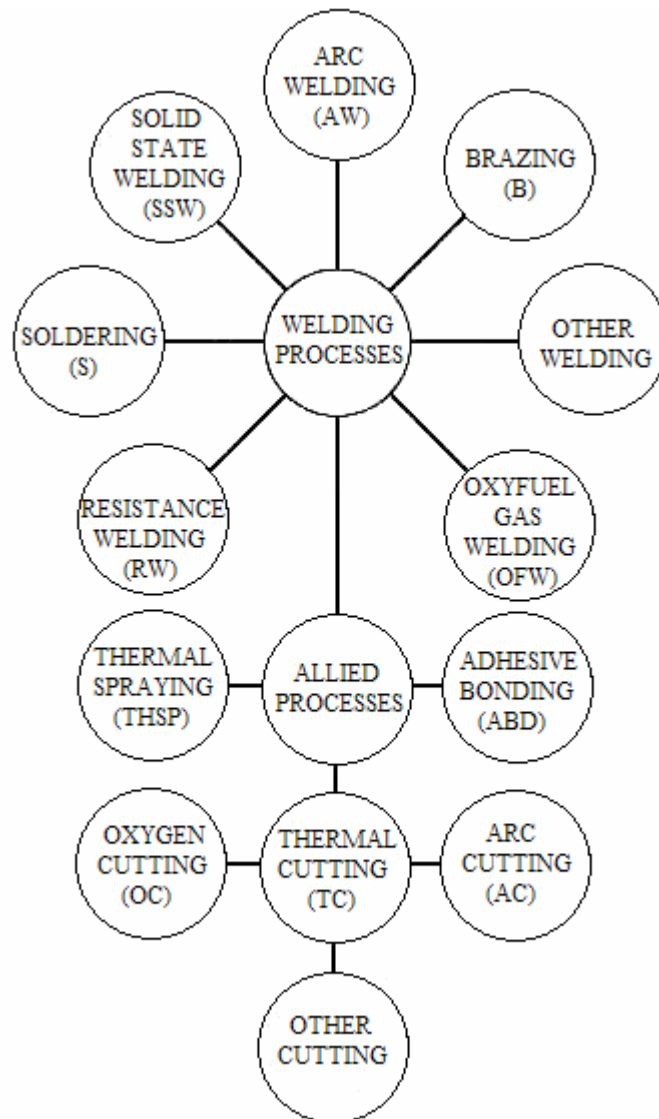 ARC
WELDING
(AW)
SOLID
STATE
WELDING
(SSW)
BRAZING
(B)
SOLDERING
(S)
WELDING
PROCESSES
OTHER
WELDING
RESISTANCE
WELDING
(RW)
OXYFUEL
GAS
WELDING
(OFW)
THERMAL
SPRAYING
(THSP)
ALLIED
PROCESSES
ADHESIVE
BONDING
(ABD)
OXYGEN
CUTTING
(OC)
THERMAL
CUTTING
(TC)
ARC
CUTTING
(AC)
OTHER
CUTTING